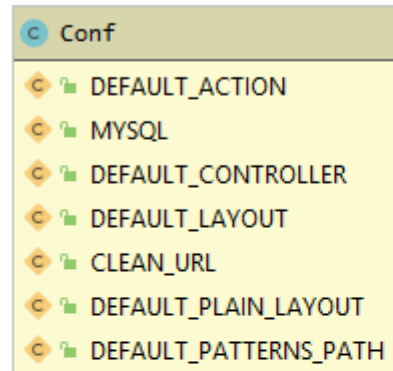 C Conf
C DEFAULT_ACTION
C MYSQL
C DEFAULT_CONTROLLER
C DEFAULT_LAYOUT
C CLEAN_URL
C DEFAULT_PLAIN_LAYOUT
C DEFAULT_PATTERNS_PATH